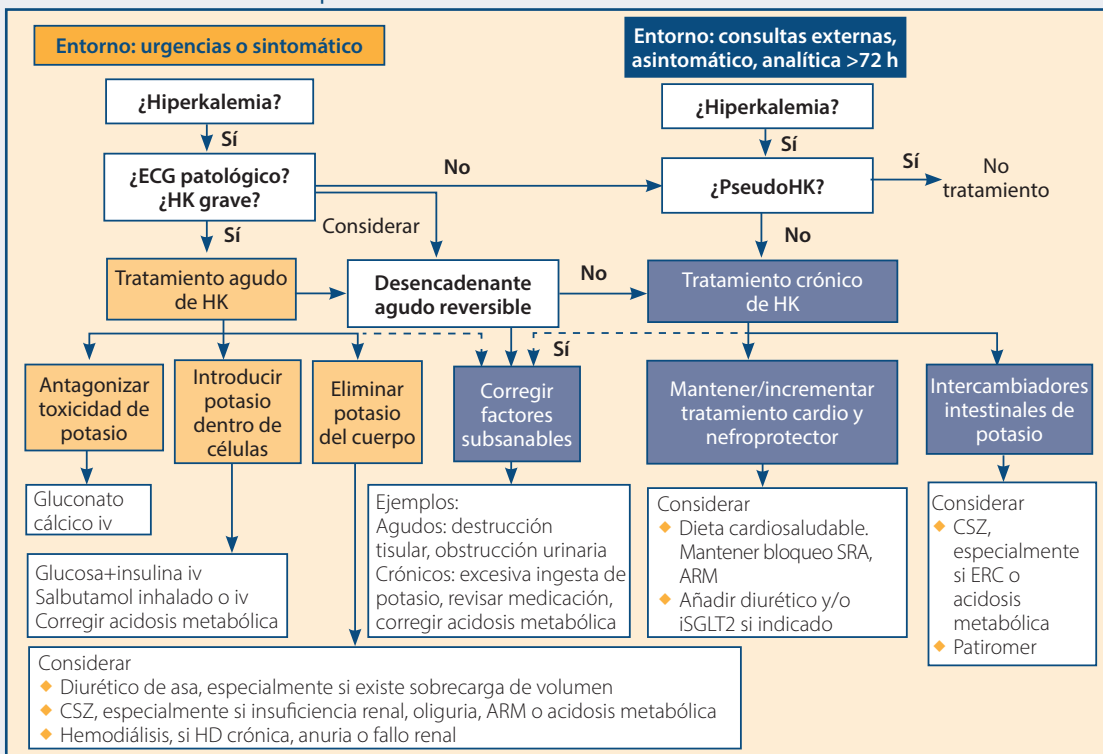 Entorno: urgencias o sintomático
Entorno: consultas externas,
asintomático, analítica >72 h
¿Hiperkalemia?
¿Hiperkalemia?
Sí
Sí
¿ECG patológico?
¿HK grave?
No
¿PseudoHK?
Sí
No
tratamiento
Considerar
Sí
No
Tratamiento agudo
de HK
Desencadenante
agudo reversible
No
Tratamiento crónico
de HK
Sí
Antagonizar
toxicidad de
potasio
Introducir
potasio
dentro de
células
Eliminar
potasio
del cuerpo
Corregir
factores
subsanables
Mantener/incrementar
tratamiento cardio y
nefroprotector
Intercambiadores
intestinales de
potasio
Gluconato
cálcico iv
Glucosa+insulina iv
Salbutamol inhalado o iv
Corregir acidosis metabólica
Ejemplos:
Agudos: destrucción
tisular, obstrucción urinaria
Crónicos: excesiva ingesta de
potasio, revisar medicación,
corregir acidosis metabólica
Considerar
◆ Dieta cardiosaludable.
Mantener bloqueo SRA,
ARM
◆ Añadir diurético y/o
iSGLT2 si indicado
Considerar
◆ CSZ,
especialmente
si ERC o
acidosis
metabólica
◆ Patiromer
Considerar
◆ Diurético de asa, especialmente si existe sobrecarga de volumen
◆ CSZ, especialmente si insuficiencia renal, oliguria, ARM o acidosis metabólica
◆ Hemodiálisis, si HD crónica, anuria o fallo renal